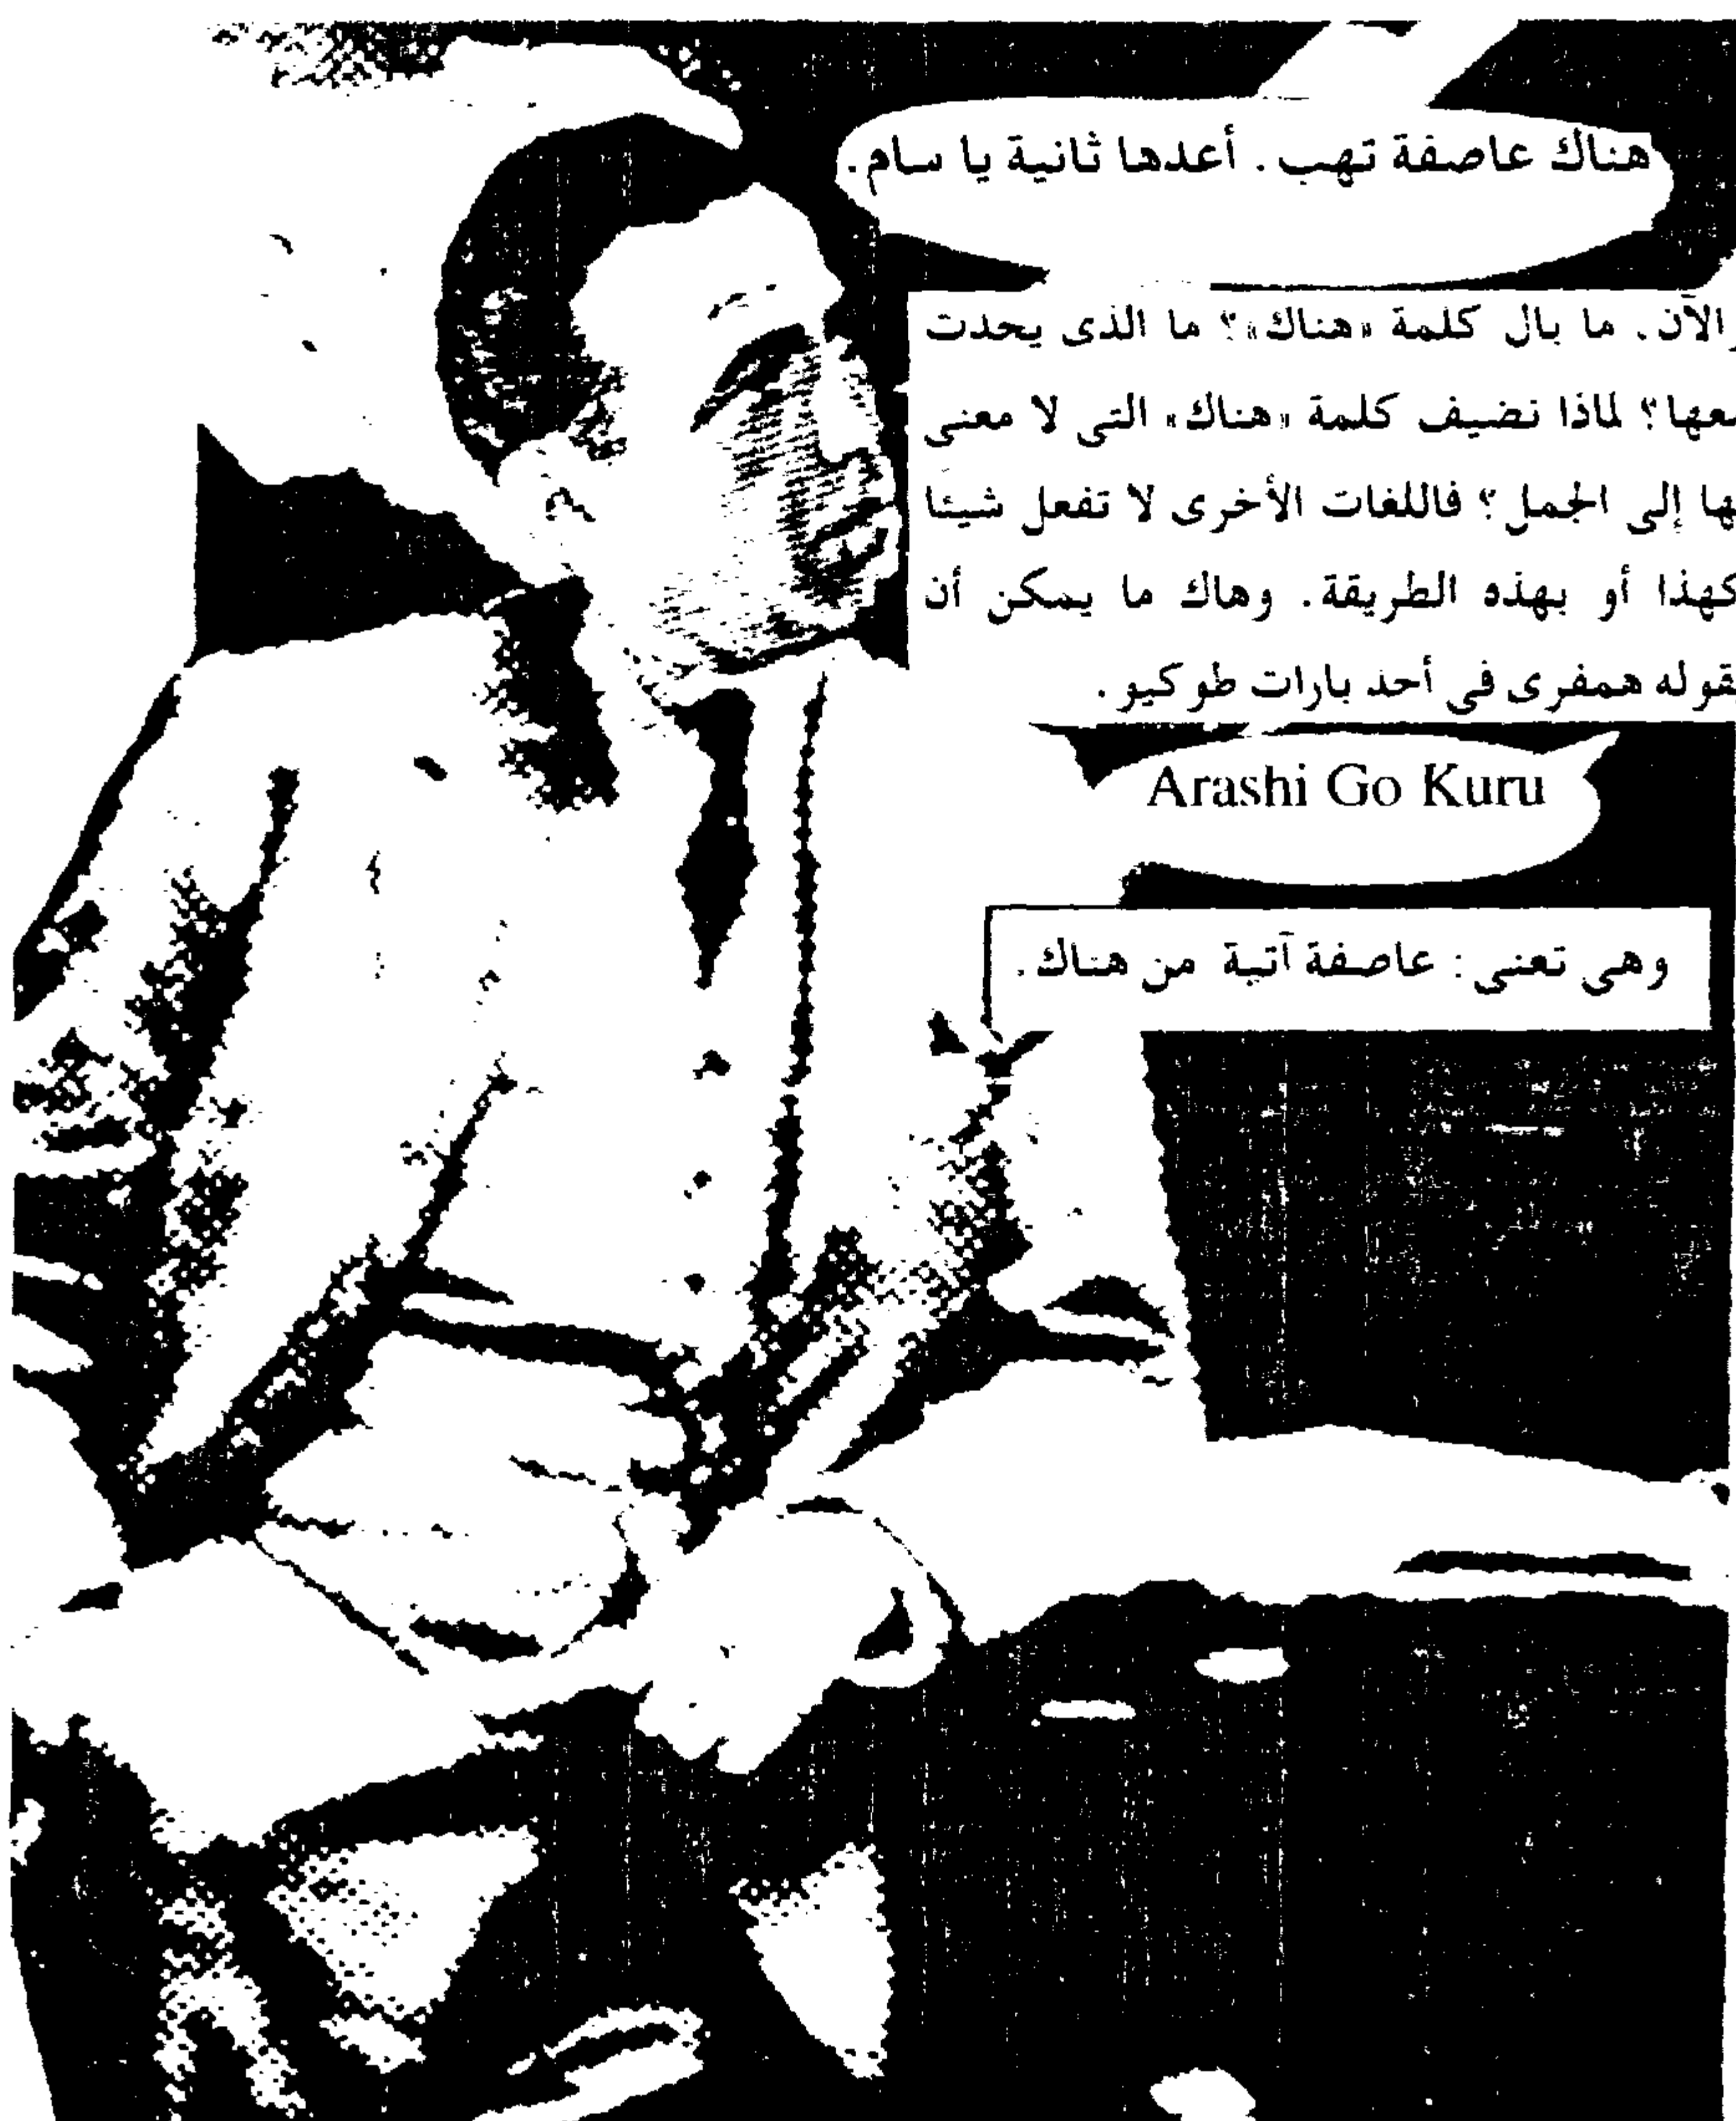 هناك عاصفة تهب. أعدها ثانية يا سام.
والآن. ما بال كلمة «هناك»؟ ما الذى يحدث
معها؟ لماذا نضيف كلمة «هناك» التى لا معنى
لها إلى الجمل؟ فاللغات الأخرى لا تفعل شيئا
كهذا أو بهذه الطريقة. وهاك ما يمكن أن
يقوله همفرى فى أحد بارات طوكيو.
Arashi Go Kuru
وهى تعنى: عاصفة آتية من هناك.